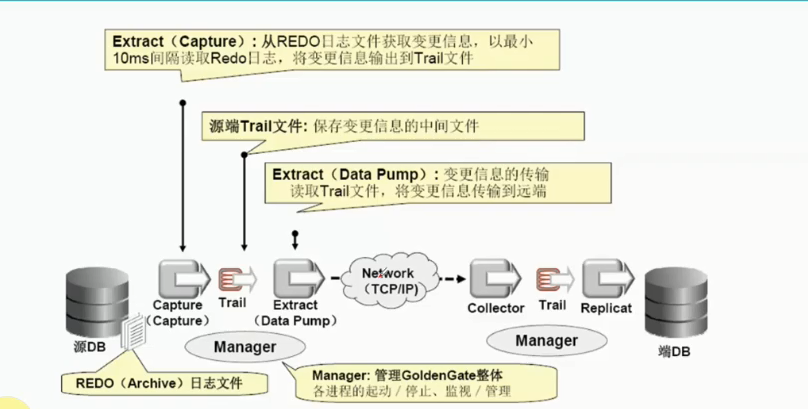 Extract（Capture）: 从REDO日志文件获取变更信息，以最小
10ms间隔读取Redo日志，将变更信息输出到Trail文件
源端Trail文件: 保存变更信息的中间文件
Extract（Data Pump）: 变更信息的传输
读取Trail文件，将变更信息传输到远端
源DB
Capture
（Capture）
Trail
Extract
（Data Pump）
Network
（TCP/IP）
Collector
Trail
Replicat
端DB
Manager
Manager
REDO（Archive）日志文件
Manager: 管理GoldenGate整体
各进程的起动／停止、监视／管理